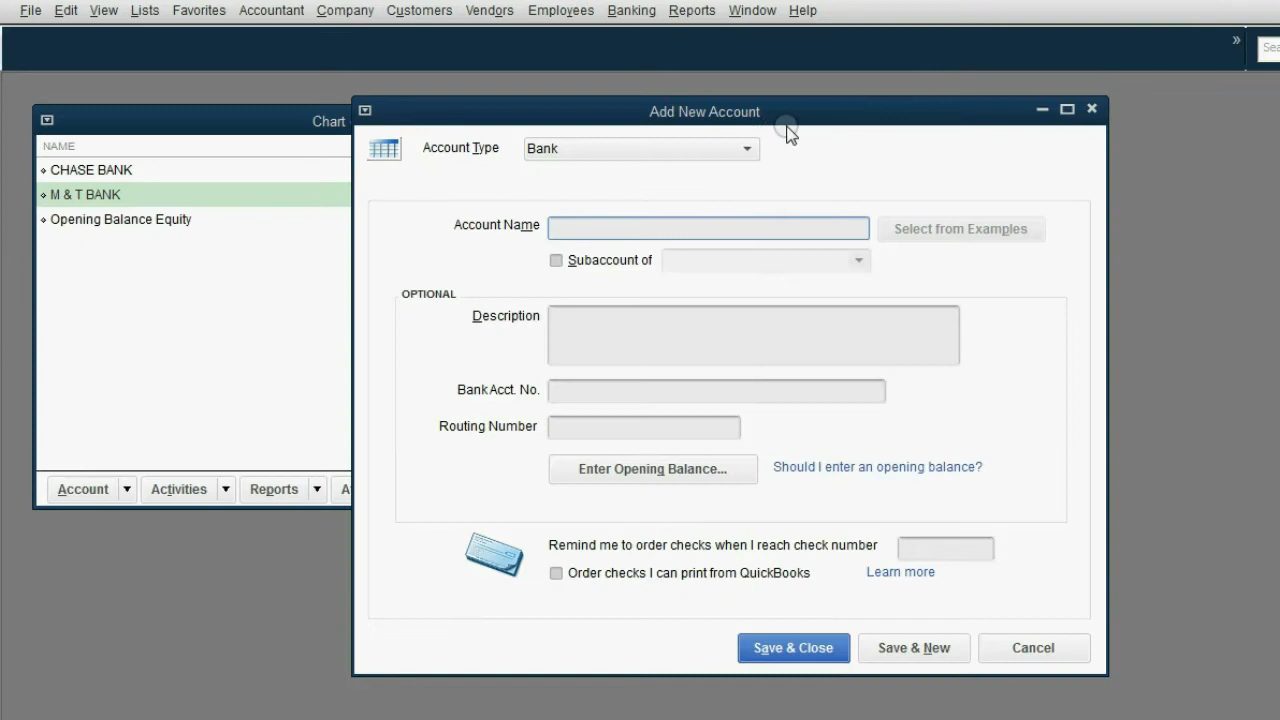 File Edit View Lists Favorites Accountant Company Customers Vendors Employees Banking Reports Window Help
»
Sea
Chart
NAME
CHASE BANK
M & T BANK
Opening Balance Equity
Account
Activities
Reports
Add New Account
Account Type Bank
Account Name Select from Examples
Subaccount of
OPTIONAL
Description
Bank Acct. No.
Routing Number
Enter Opening Balance... Should I enter an opening balance?
Remind me to order checks when I reach check number
Order checks I can print from QuickBooks Learn more
Save & Close Save & New Cancel